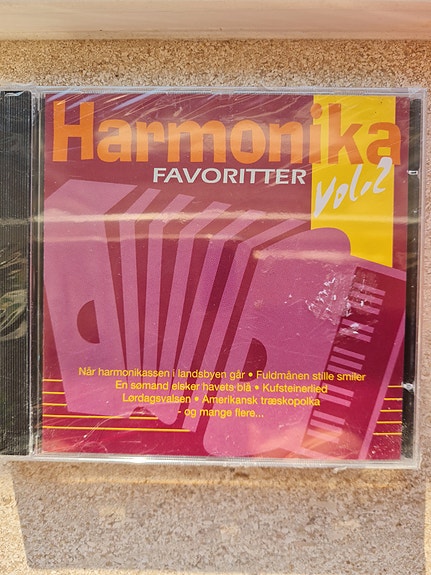 Harmonika
FAVORITTER
Vol.2
Når harmonikassen i landsbyen går • Fuldmånen stille smiler
En sømand elsker havets blå • Kufsteinerlied
Lørdagsvalsen • Amerikansk træskopolka
- og mange flere...